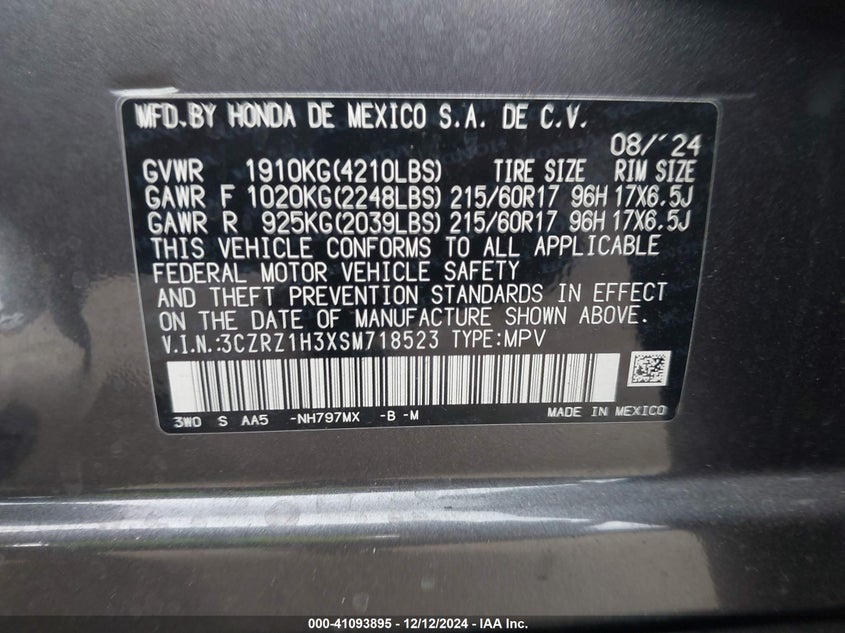 MFD.BY HONDA DE MEXICO S.A. DE C.V.
08/'24
GVWR 1910KG(4210LBS) TIRE SIZE RIM SIZE
GAWR F 1020KG(2248LBS) 215/60R17 96H 17X6.5J
GAWR R 925KG(2039LBS) 215/60R17 96H 17X6.5J
THIS VEHICLE CONFORMS TO ALL APPLICABLE
FEDERAL MOTOR VEHICLE SAFETY
AND THEFT PREVENTION STANDARDS IN EFFECT
ON THE DATE OF MANUFACTURE SHOWN ABOVE.
V.I.N.:3CZRZ1H3XSM718523 TYPE:MPV
3W0 S AA5 -NH797MX -B -M MADE IN MEXICO
000-41093895 - 12/12/2024 - IAA Inc.